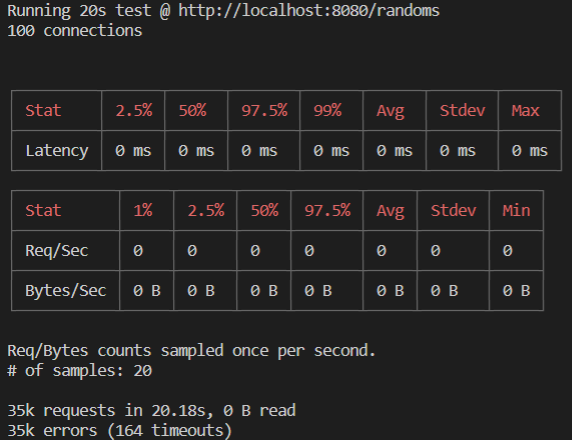 Running 20s test @ http://localhost:8080/randoms
100 connections
Stat 2.5% 50% 97.5% 99% Avg Stdev Max
Latency 0 ms 0 ms 0 ms 0 ms 0 ms 0 ms 0 ms
Stat 1% 2.5% 50% 97.5% Avg Stdev Min
Req/Sec 0 0 0 0 0 0 0
Bytes/Sec 0 B 0 B 0 B 0 B 0 B 0 B 0 B
Req/Bytes counts sampled once per second.
# of samples: 20
35k requests in 20.18s, 0 B read
35k errors (164 timeouts)